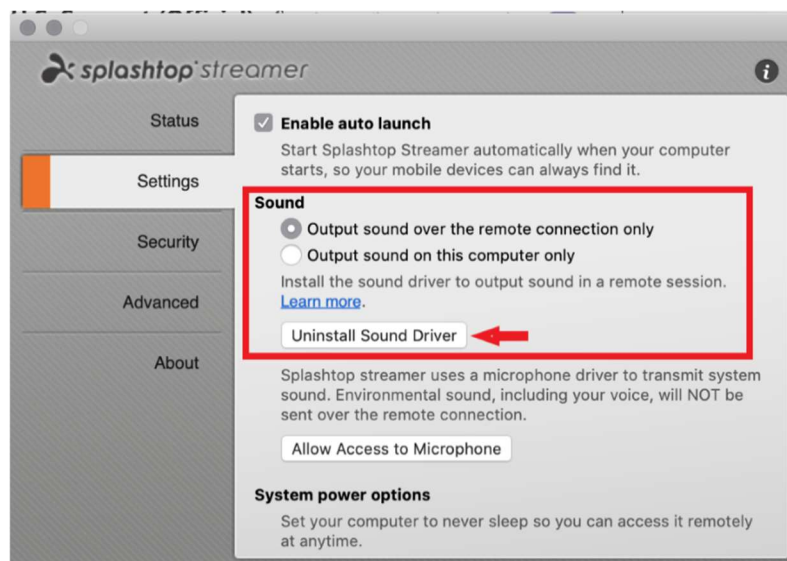 splashtop streamer
Status
Settings
Security
Advanced
About
Enable auto launch
Start Splashtop Streamer automatically when your computer
starts, so your mobile devices can always find it.
Sound
Output sound over the remote connection only
Output sound on this computer only
Install the sound driver to output sound in a remote session.
Learn more.
Uninstall Sound Driver
Splashtop streamer uses a microphone driver to transmit system
sound. Environmental sound, including your voice, will NOT be
sent over the remote connection.
Allow Access to Microphone
System power options
Set your computer to never sleep so you can access it remotely
at anytime.